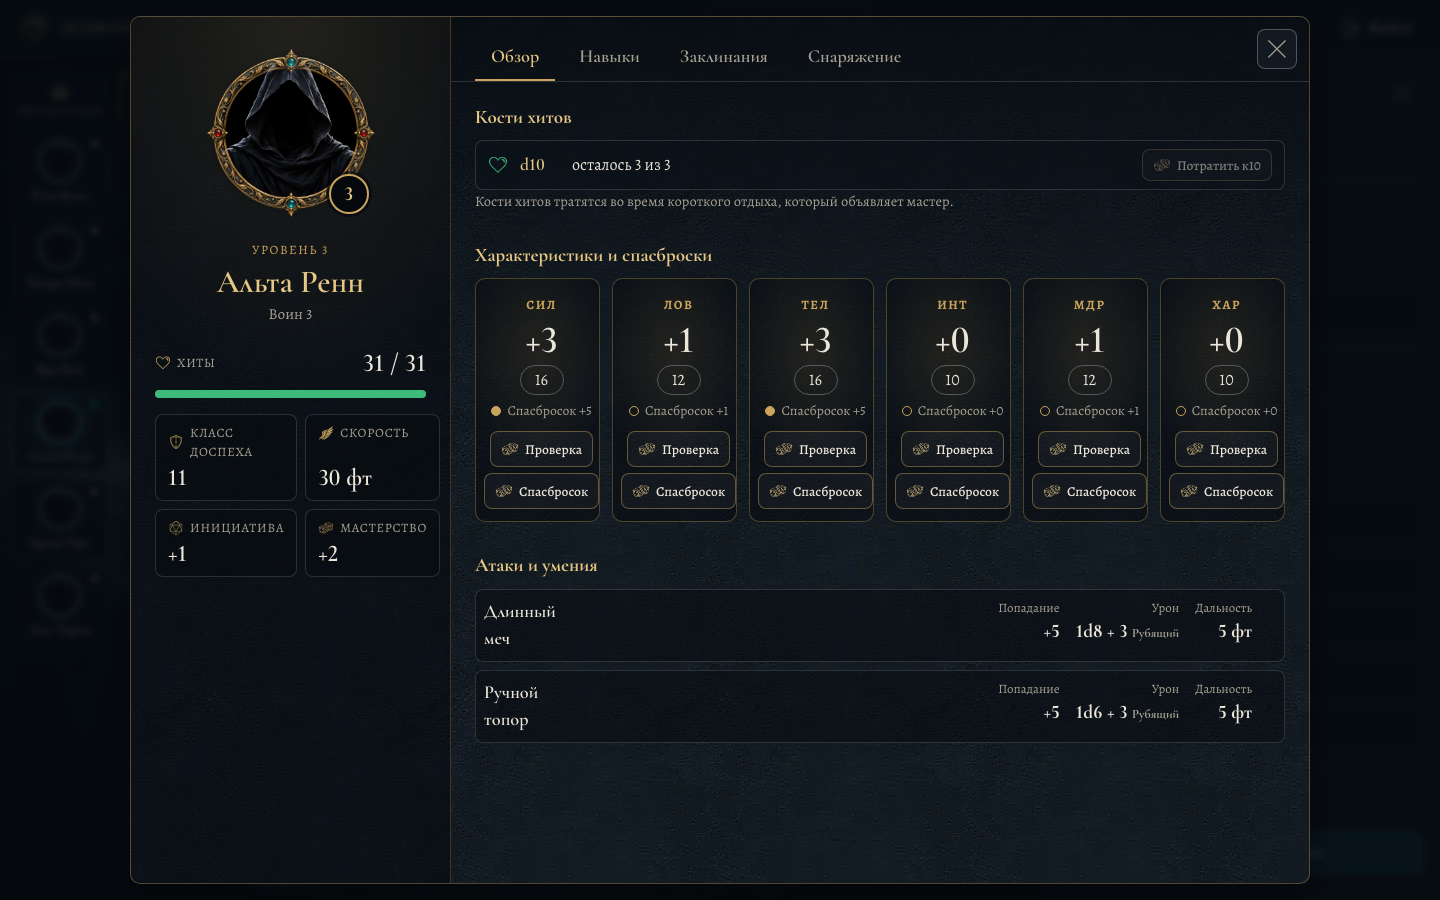 Обзор
Навыки
Заклинания
Снаряжение
3
УРОВЕНЬ 3
Альта Ренн
Воин 3
ХИТЫ
31 / 31
КЛАСС
ДОСПЕХА
11
СКОРОСТЬ
30 фт
ИНИЦИАТИВА
+1
МАСТЕРСТВО
+2
Кости хитов
d10 осталось 3 из 3
Потратить к10
Кости хитов тратятся во время короткого отдыха, который объявляет мастер.
Характеристики и спасброски
СИЛ
+3
16
Спасбросок +5
Проверка
Спасбросок
ЛОВ
+1
12
Спасбросок +1
Проверка
Спасбросок
ТЕЛ
+3
16
Спасбросок +5
Проверка
Спасбросок
ИНТ
+0
10
Спасбросок +0
Проверка
Спасбросок
МДР
+1
12
Спасбросок +1
Проверка
Спасбросок
ХАР
+0
10
Спасбросок +0
Проверка
Спасбросок
Атаки и умения
Длинный
меч
Попадание Урон Дальность
+5 1d8 + 3 Рубящий 5 фт
Ручной
топор
Попадание Урон Дальность
+5 1d6 + 3 Рубящий 5 фт